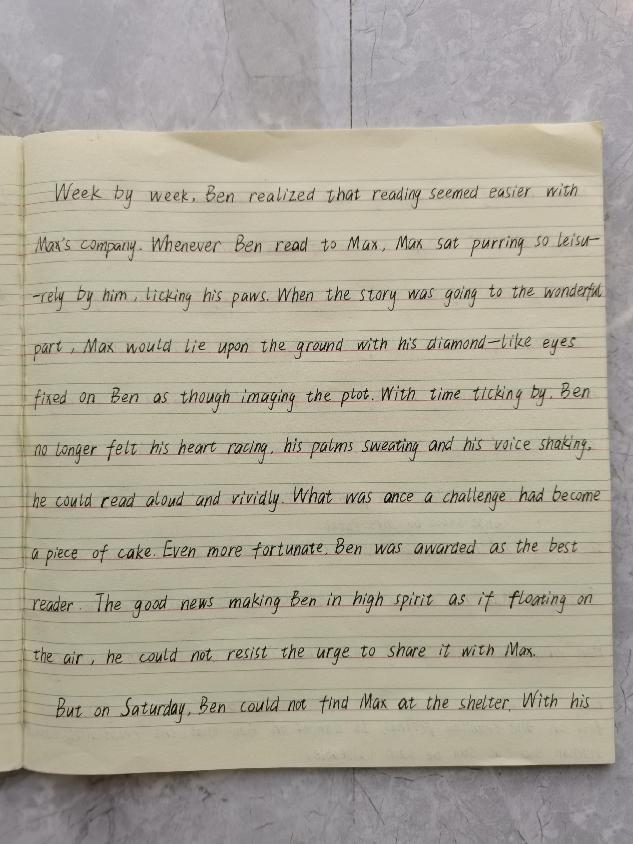 Week by week, Ben realized that reading seemed easier with
Max's company. Whenever Ben read to Max, Max sat purring so leisu-
-rely by him, licking his paws. When the story was going to the wonderful
part, Max would lie upon the ground with his diamond-like eyes
fixed on Ben as though imaging the plot. With time ticking by, Ben
no longer felt his heart racing, his palms sweating and his voice shaking,
he could read aloud and vividly. What was once a challenge had become
a piece of cake. Even more fortunate, Ben was awarded as the best
reader. The good news making Ben in high spirit as if floating on
the air, he could not resist the urge to share it with Max.
But on Saturday, Ben could not find Max at the shelter. With his